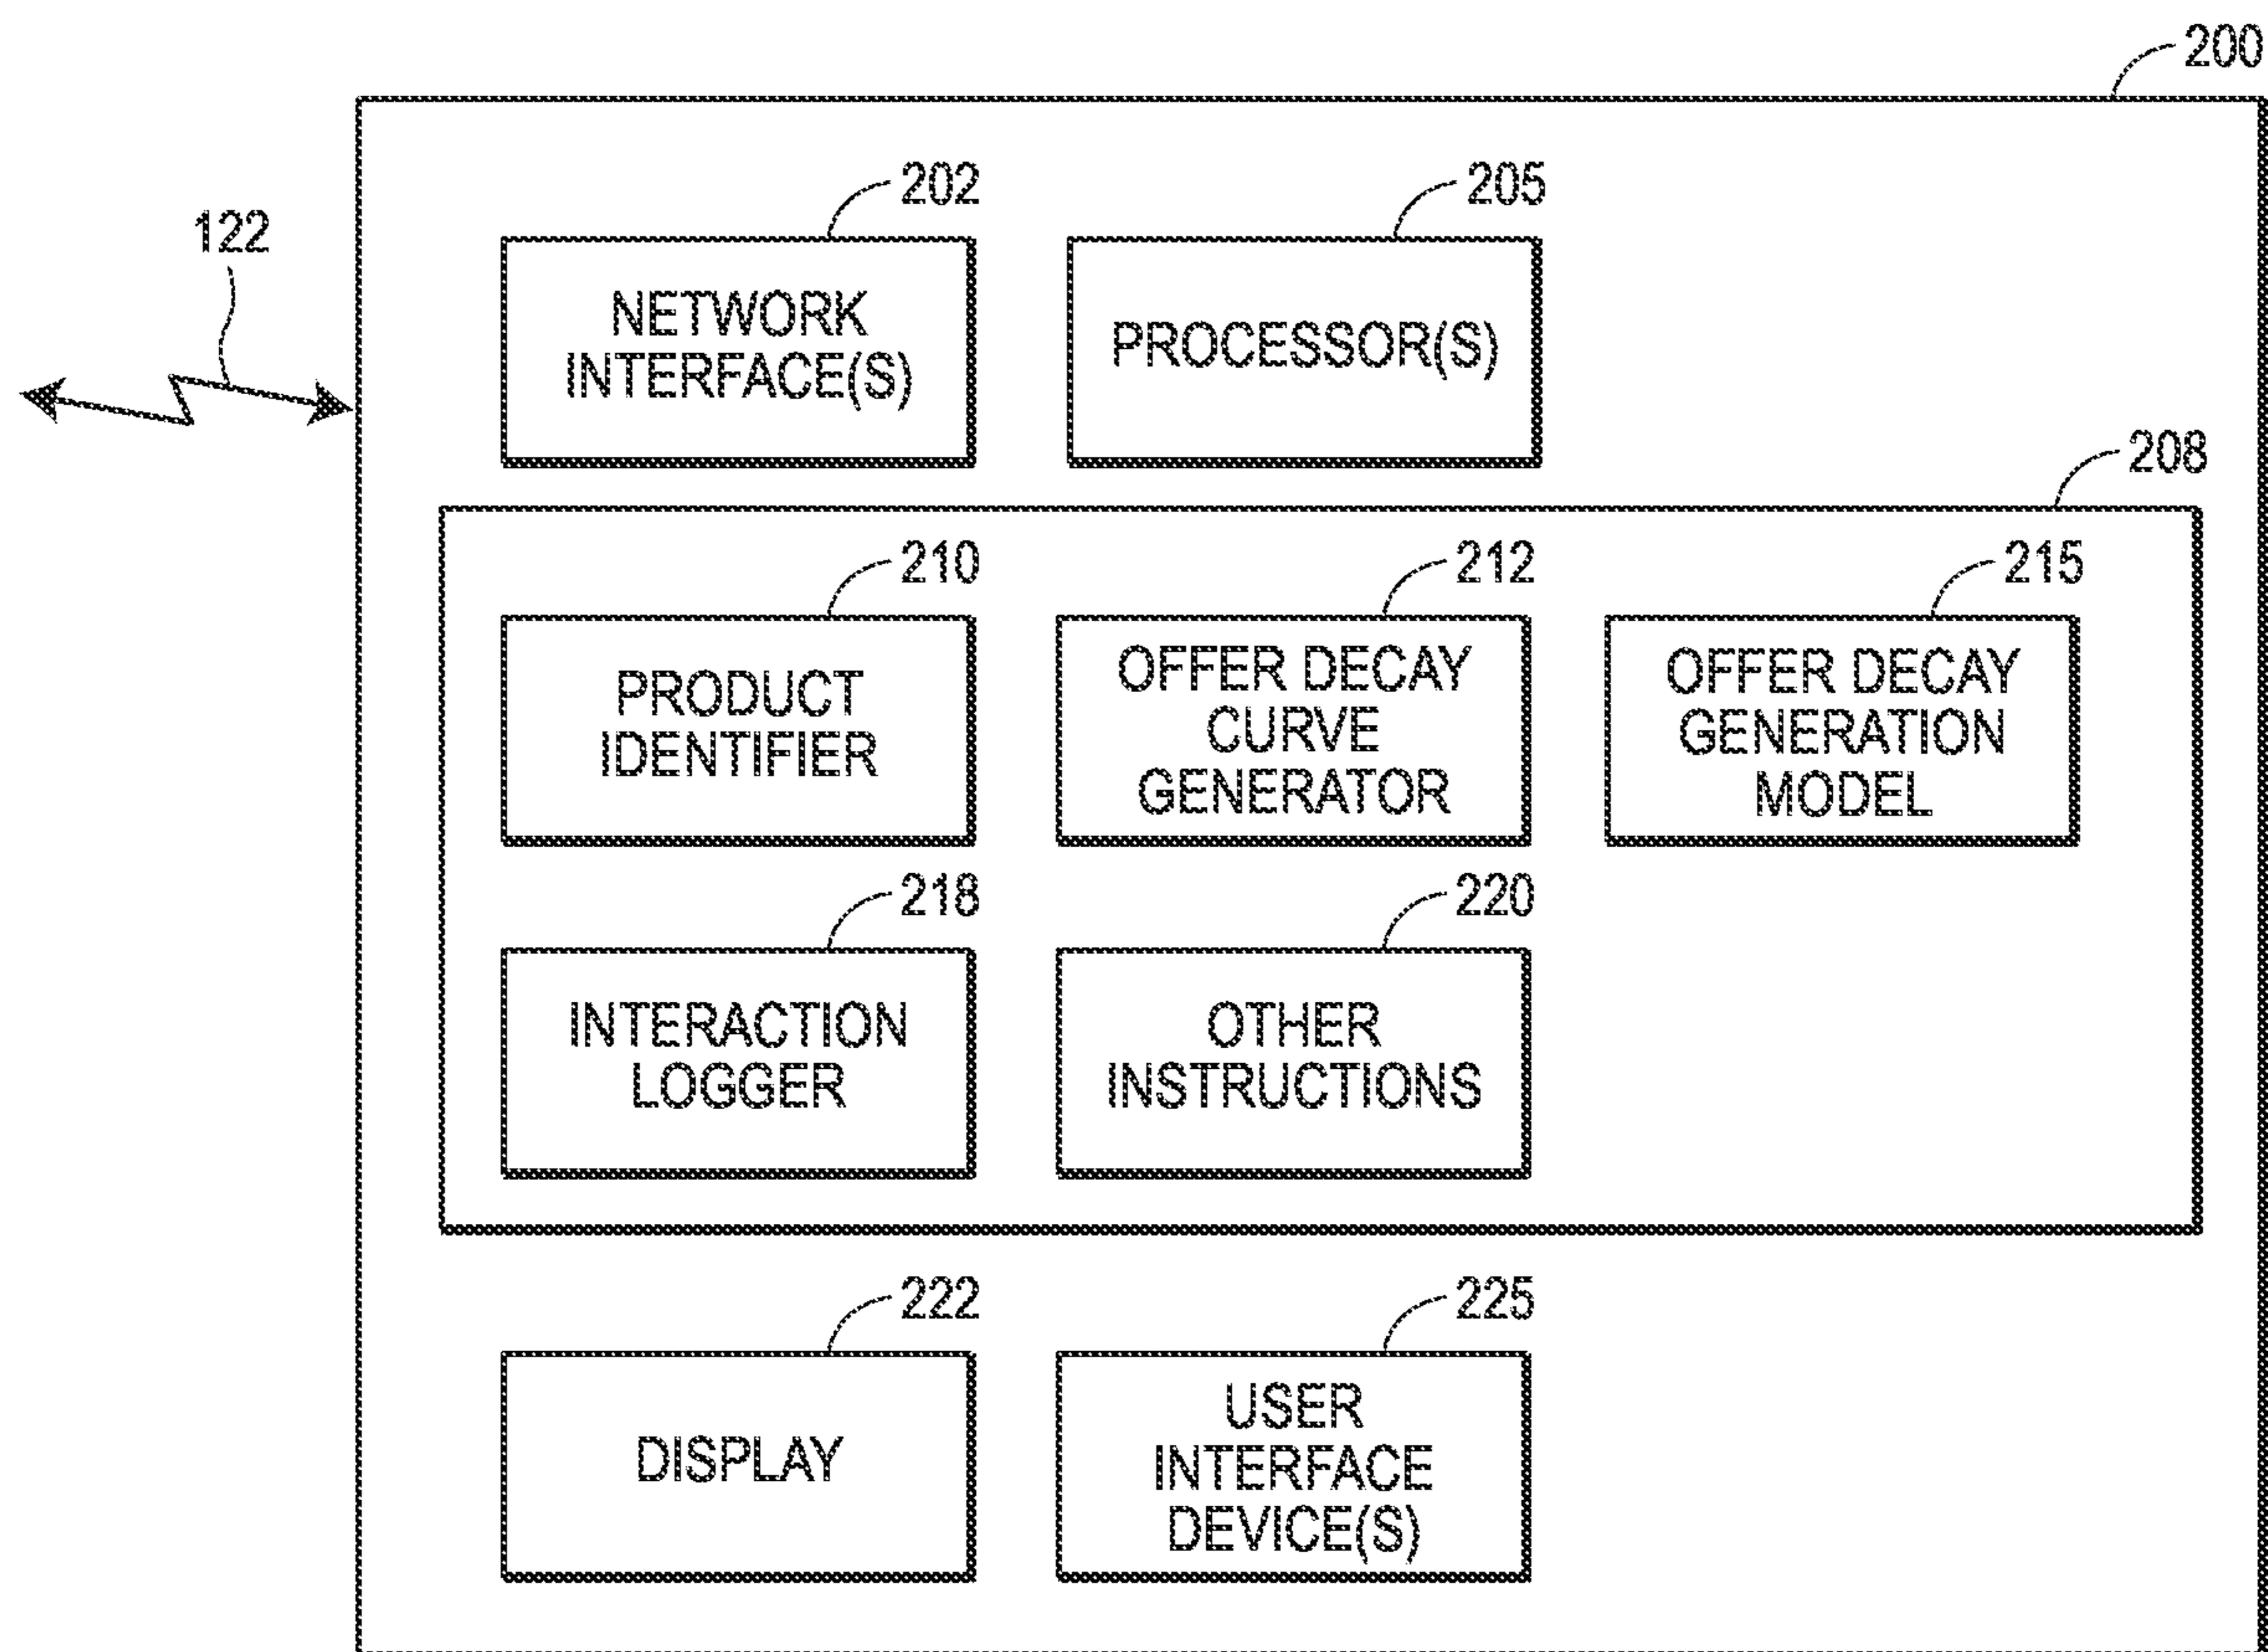 200
202
205
122
NETWORK
INTERFACE(S)
PROCESSOR(S)
208
210
212
215
PRODUCT
IDENTIFIER
OFFER DECAY
CURVE
GENERATOR
OFFER DECAY
GENERATION
MODEL
218
220
INTERACTION
LOGGER
OTHER
INSTRUCTIONS
222
225
DISPLAY
USER
INTERFACE
DEVICE(S)